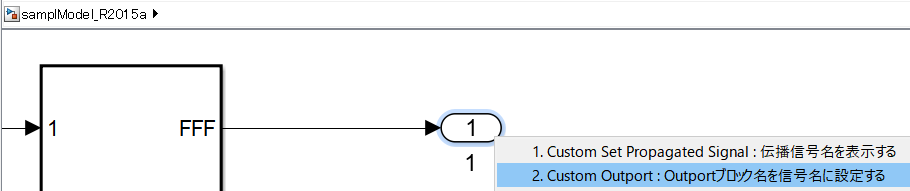 samplModel_R2015a
1
FFF
1
1
1. Custom Set Propagated Signal : 伝播信号名を表示する
2. Custom Outport : Outportブロック名を信号名に設定する